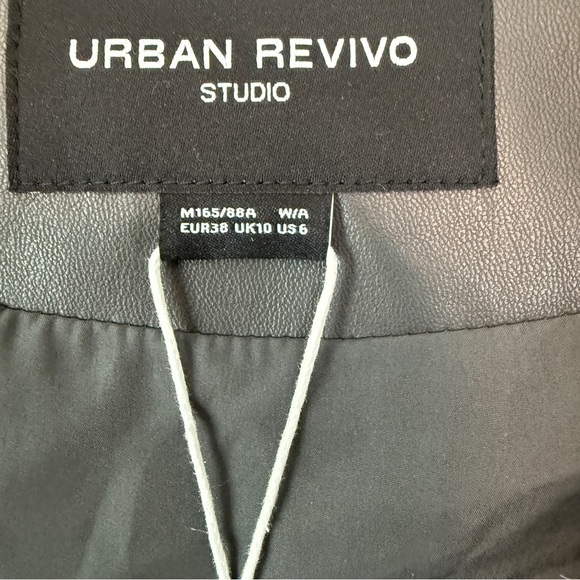 URBAN REVIVO
STUDIO
M165/88A W/A
EUR38 UK10 US6